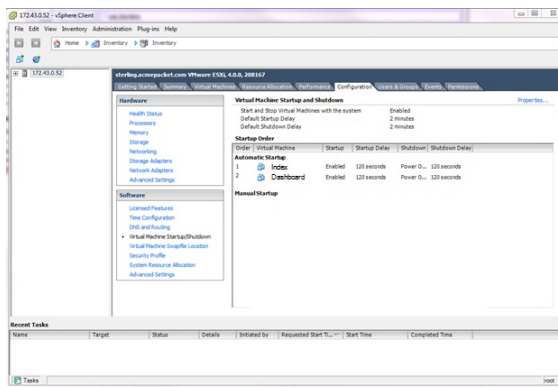 172.43.0.52 - vSphere Client
File Edit View Inventory Administration Plug-ins Help
Home Inventory Inventory
172.43.0.52
sterling.acmepacket.com VMware ESXi, 4.0.0, 208167
Getting Started Summary Virtual Machines Resource Allocation Performance Configuration Users & Groups Events Permissions
Hardware
Health Status
Processors
Memory
Storage
Networking
Storage Adapters
Network Adapters
Advanced Settings
Software
Licensed Features
Time Configuration
DNS and Routing
Virtual Machine Startup/Shutdown
Virtual Machine Swapfile Location
Security Profile
System Resource Allocation
Advanced Settings
Virtual Machine Startup and Shutdown Properties...
Start and Stop Virtual Machines with the system Enabled
Default Startup Delay 2 minutes
Default Shutdown Delay 2 minutes
Startup Order
Order Virtual Machine Startup Startup Delay Shutdown Shutdown Delay
Automatic Startup
1 Index Enabled 120 seconds Power O... 120 seconds
2 Dashboard Enabled 120 seconds Power O... 120 seconds
Manual Startup
Recent Tasks
Name Target Status Details Initiated by Requested Start Ti... Start Time Completed Time
Tasks root